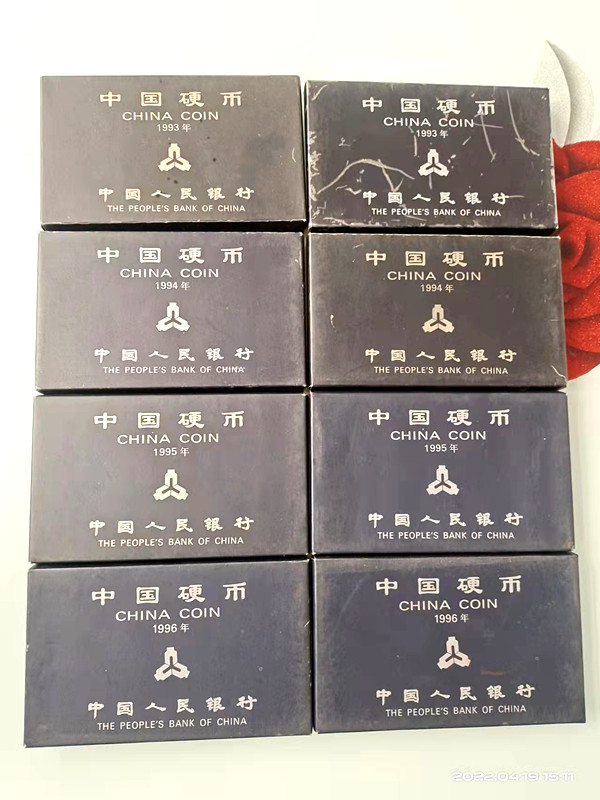 中国硬币
CHINA COIN
1993年
中国人民银行
THE PEOPLE'S BANK OF CHINA
中国硬币
CHINA COIN
1993年
中国人民银行
THE PEOPLE'S BANK OF CHINA
中国硬币
CHINA COIN
1994年
中国人民银行
THE PEOPLE'S BANK OF CHINA
中国硬币
CHINA COIN
1994年
中国人民银行
THE PEOPLE'S BANK OF CHINA
中国硬币
CHINA COIN
1995年
中国人民银行
THE PEOPLE'S BANK OF CHINA
中国硬币
CHINA COIN
1995年
中国人民银行
THE PEOPLE'S BANK OF CHINA
中国硬币
CHINA COIN
1996年
中国人民银行
THE PEOPLE'S BANK OF CHINA
中国硬币
CHINA COIN
1996年
中国人民银行
THE PEOPLE'S BANK OF CHINA
2022.04.19 15:11